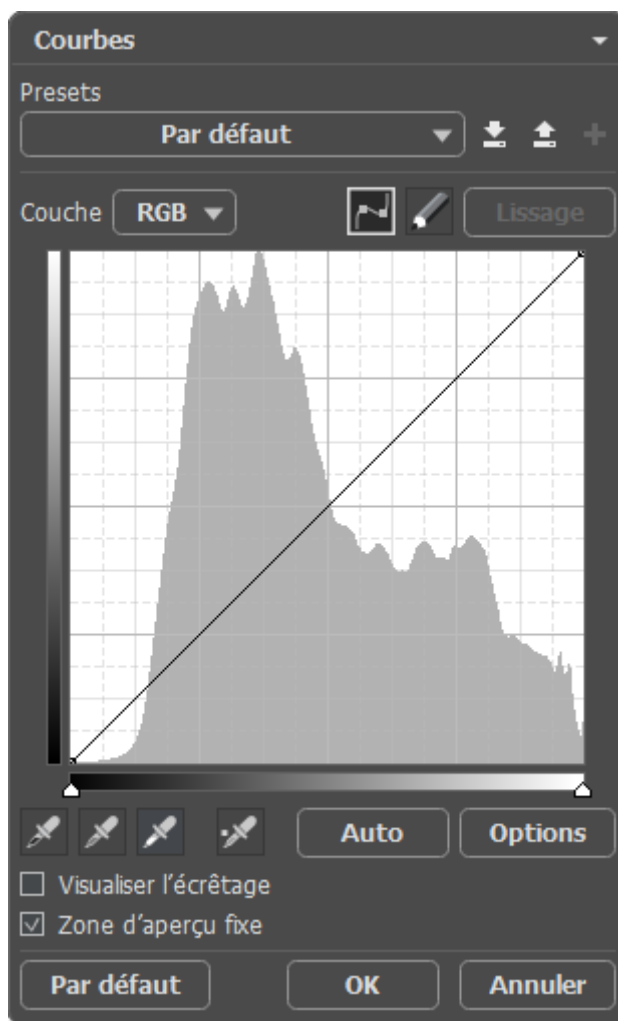 Courbes
Presets
Par défaut
Couche RGB Lissage
Auto Options
Visualiser l'écrêtage
Zone d'aperçu fixe
Par défaut OK Annuler